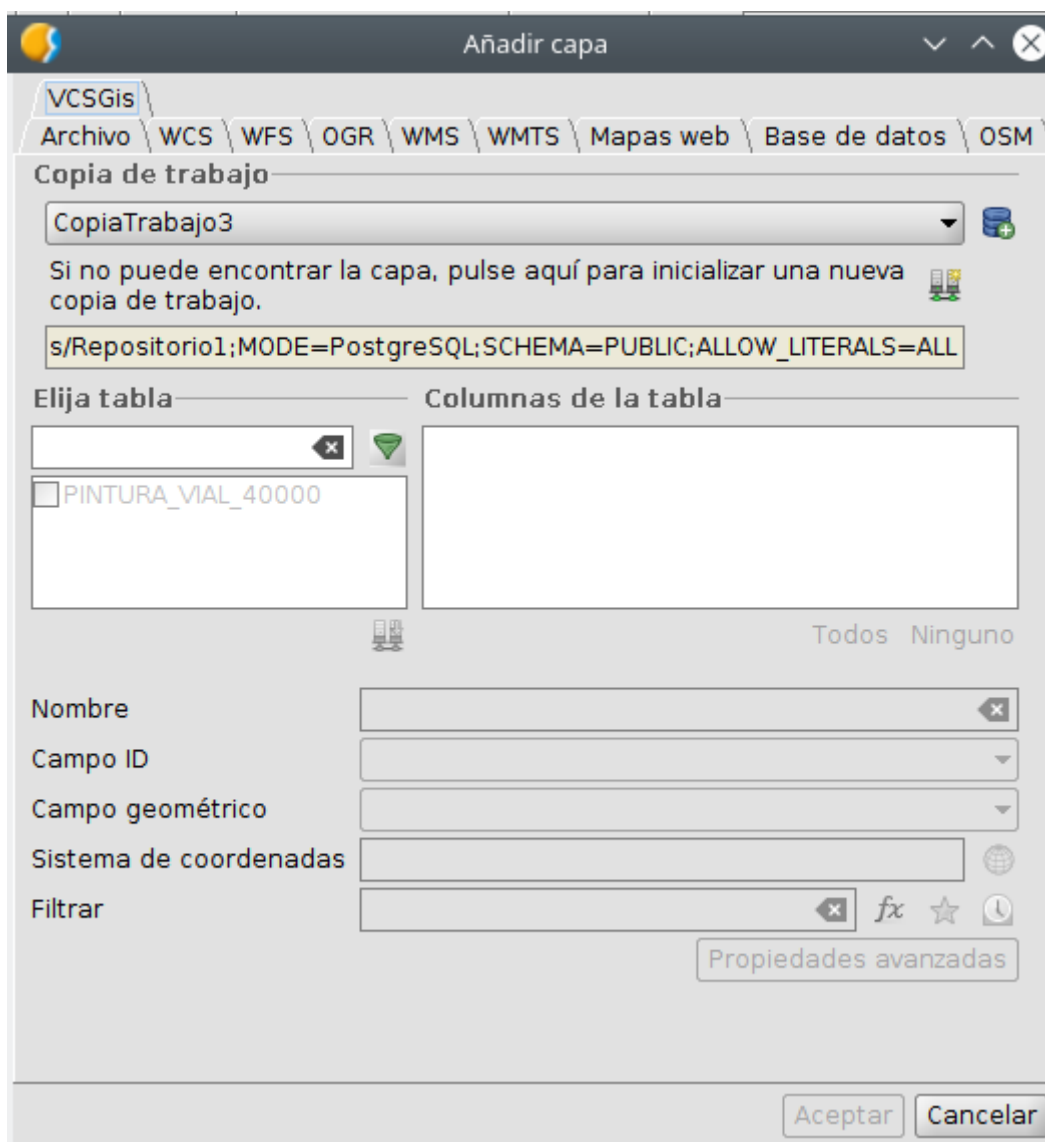 Añadir capa
VCSGis
Archivo WCS WFS OGR WMS WMTS Mapas web Base de datos OSM
Copia de trabajo
CopiaTrabajo3
Si no puede encontrar la capa, pulse aquí para inicializar una nueva
copia de trabajo.
s/Repositorio1;MODE=PostgreSQL;SCHEMA=PUBLIC;ALLOW_LITERALS=ALL
Elija tabla Columnas de la tabla
PINTURA_VIAL_40000
Todos Ninguno
Nombre
Campo ID
Campo geométrico
Sistema de coordenadas
Filtrar fx
Propiedades avanzadas
Aceptar Cancelar